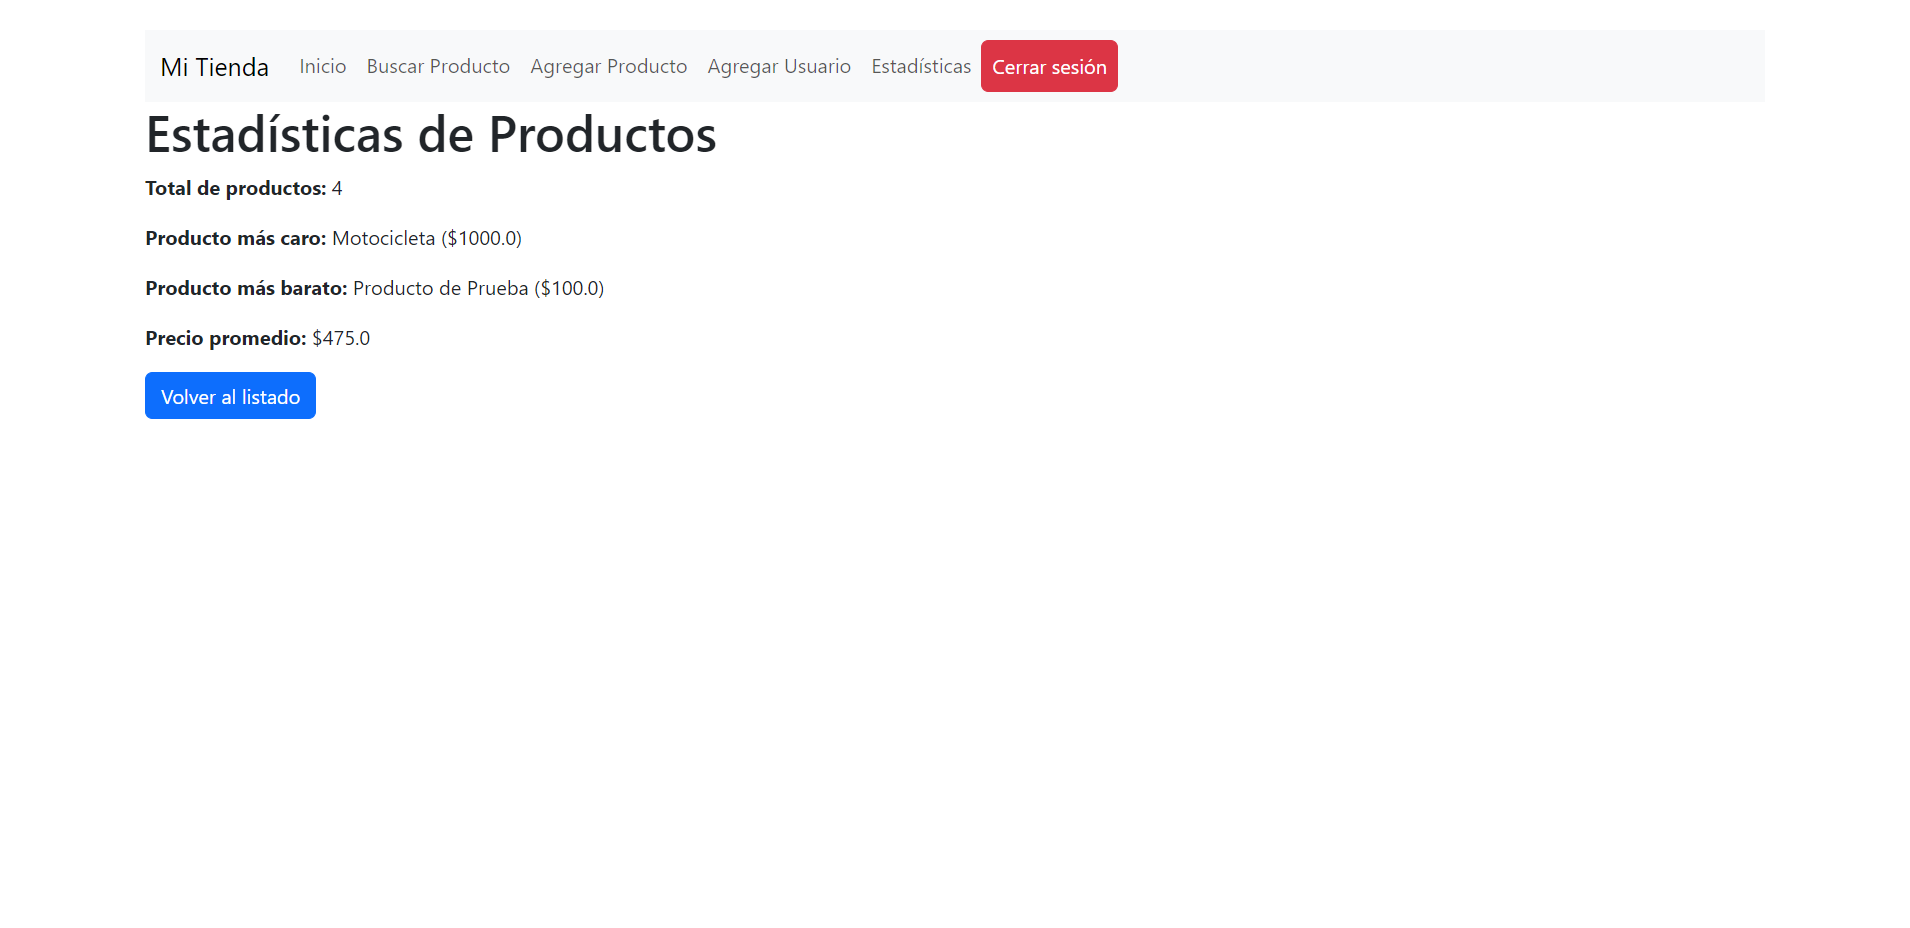 Mi Tienda Inicio Buscar Producto Agregar Producto Agregar Usuario Estadísticas Cerrar sesión
Estadísticas de Productos
Total de productos: 4
Producto más caro: Motocicleta ($1000.0)
Producto más barato: Producto de Prueba ($100.0)
Precio promedio: $475.0
Volver al listado